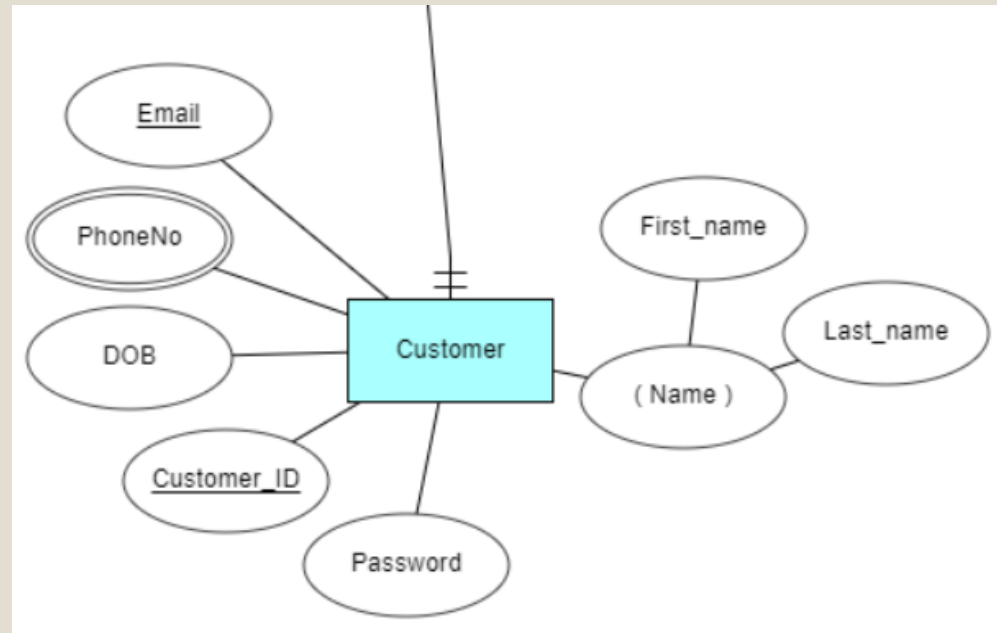 Email
PhoneNo
DOB
Customer_ID
Password
Customer
First_name
Last_name
( Name )